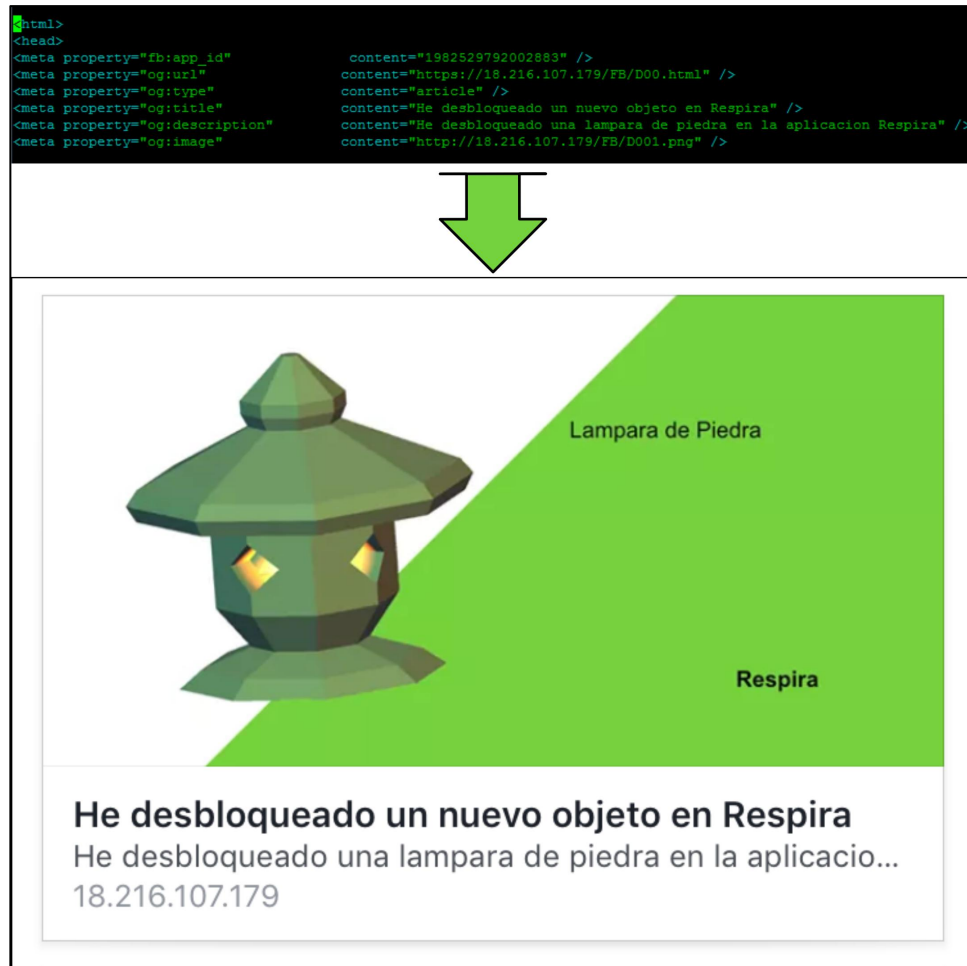 <html>
<head>
<meta property="fb:app_id" content="1982529792002883" />
<meta property="og:url" content="https://18.216.107.179/FB/D00.html" />
<meta property="og:type" content="article" />
<meta property="og:title" content="He desbloqueado un nuevo objeto en Respira" />
<meta property="og:description" content="He desbloqueado una lampara de piedra en la aplicacion Respira" />
<meta property="og:image" content="http://18.216.107.179/FB/D001.png" />
Lampara de Piedra
Respira
He desbloqueado un nuevo objeto en Respira
He desbloqueado una lampara de piedra en la aplicacio...
18.216.107.179